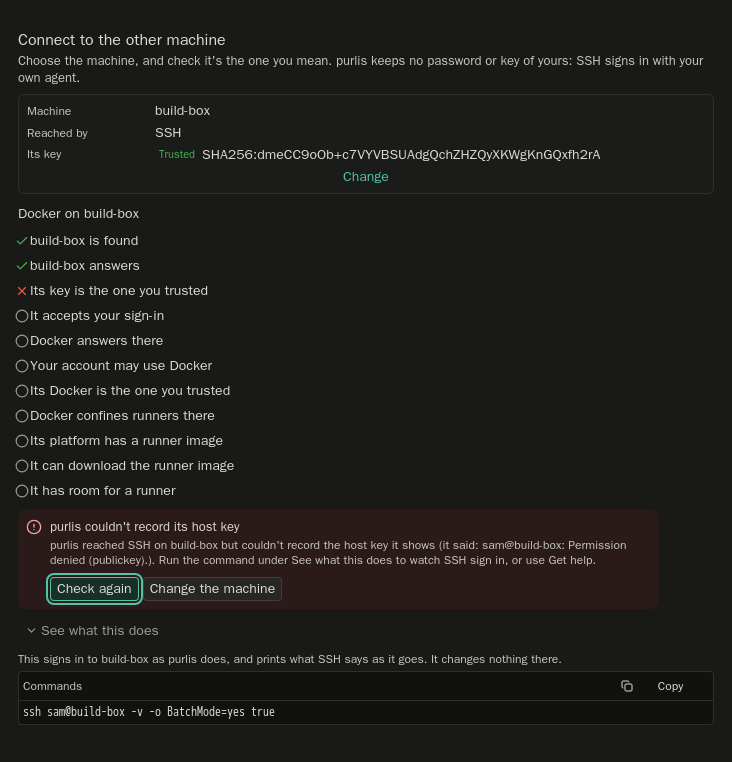 Connect to the other machine
Choose the machine, and check it's the one you mean. purlis keeps no password or key of yours: SSH signs in with your
own agent.
Machine build-box
Reached by SSH
Its key Trusted SHA256:dmeCC9oOb+c7VYVBSUAdgQchZHZQyXKWgKnGQxfh2rA
Change
Docker on build-box
build-box is found
build-box answers
Its key is the one you trusted
It accepts your sign-in
Docker answers there
Your account may use Docker
Its Docker is the one you trusted
Docker confines runners there
Its platform has a runner image
It can download the runner image
It has room for a runner
purlis couldn't record its host key
purlis reached SSH on build-box but couldn't record the host key it shows (it said: sam@build-box: Permission
denied (publickey).). Run the command under See what this does to watch SSH sign in, or use Get help.
Check again Change the machine
See what this does
This signs in to build-box as purlis does, and prints what SSH says as it goes. It changes nothing there.
Commands Copy
ssh sam@build-box -v -o BatchMode=yes true